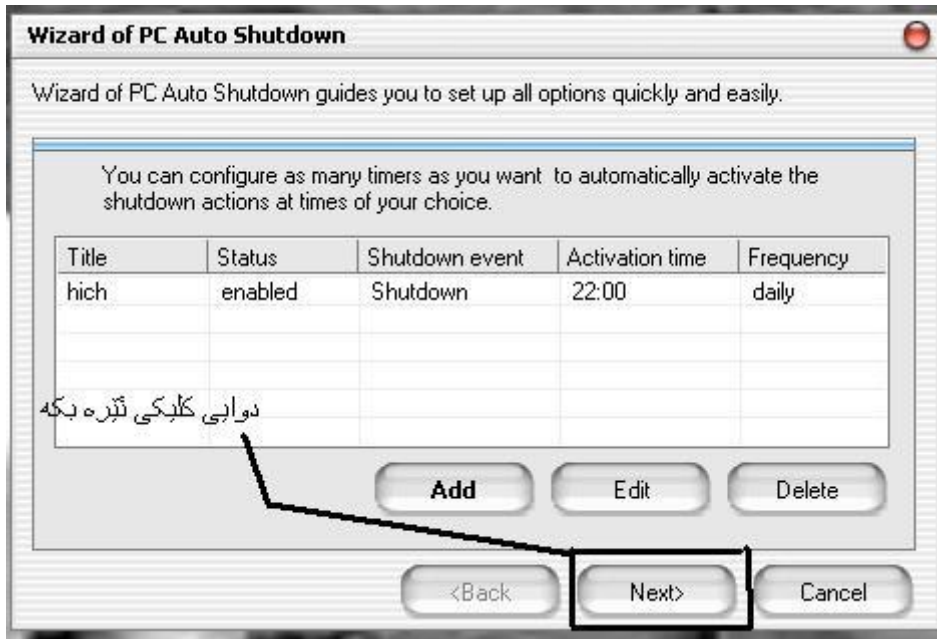 Wizard of PC Auto Shutdown
Wizard of PC Auto Shutdown guides you to set up all options quickly and easily.
You can configure as many timers as you want to automatically activate the
shutdown actions at times of your choice.
Title Status Shutdown event Activation time Frequency
hich enabled Shutdown 22:00 daily
دوایی کلیکی ئێره بکه
Add Edit Delete
<Back Next> Cancel